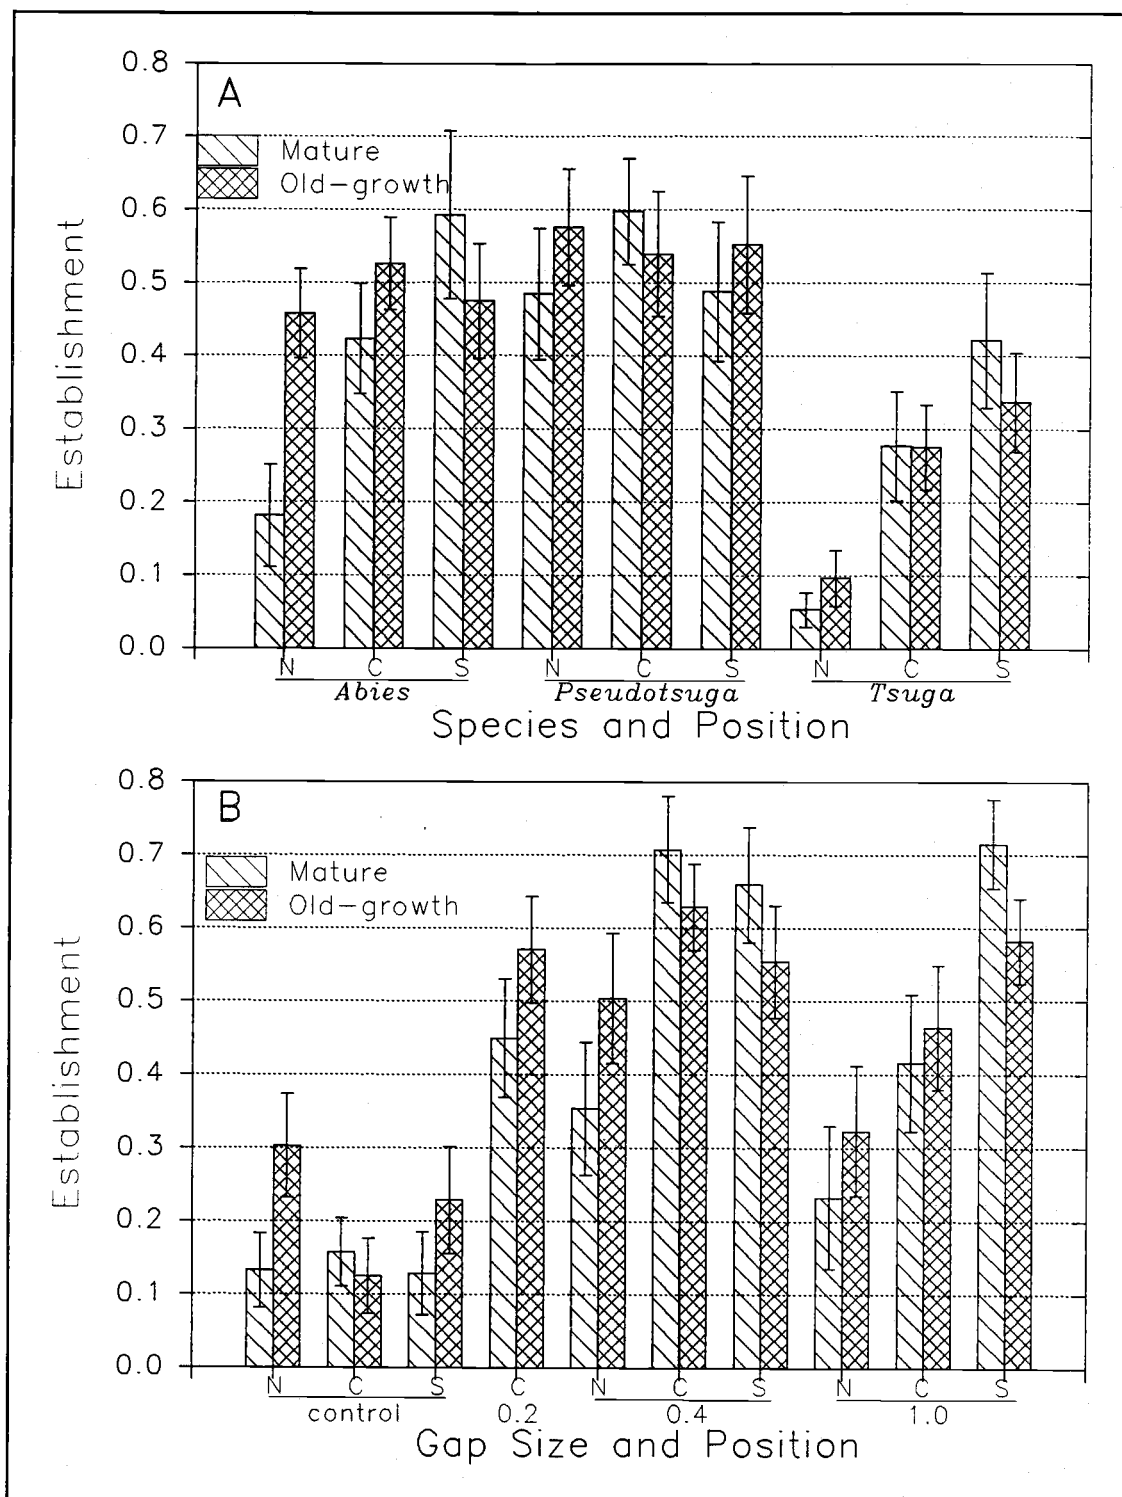 A
0.8
0.7
0.6
0.5
0.4
0.3
0.2
0.1
0.0
Establishment
Mature
Old-growth
N C S N C S N C S
Abies Pseudotsuga Tsuga
Species and Position
B
0.8
0.7
0.6
0.5
0.4
0.3
0.2
0.1
0.0
Establishment
Mature
Old-growth
N C S C N C S N C S
control 0.2 0.4 1.0
Gap Size and Position